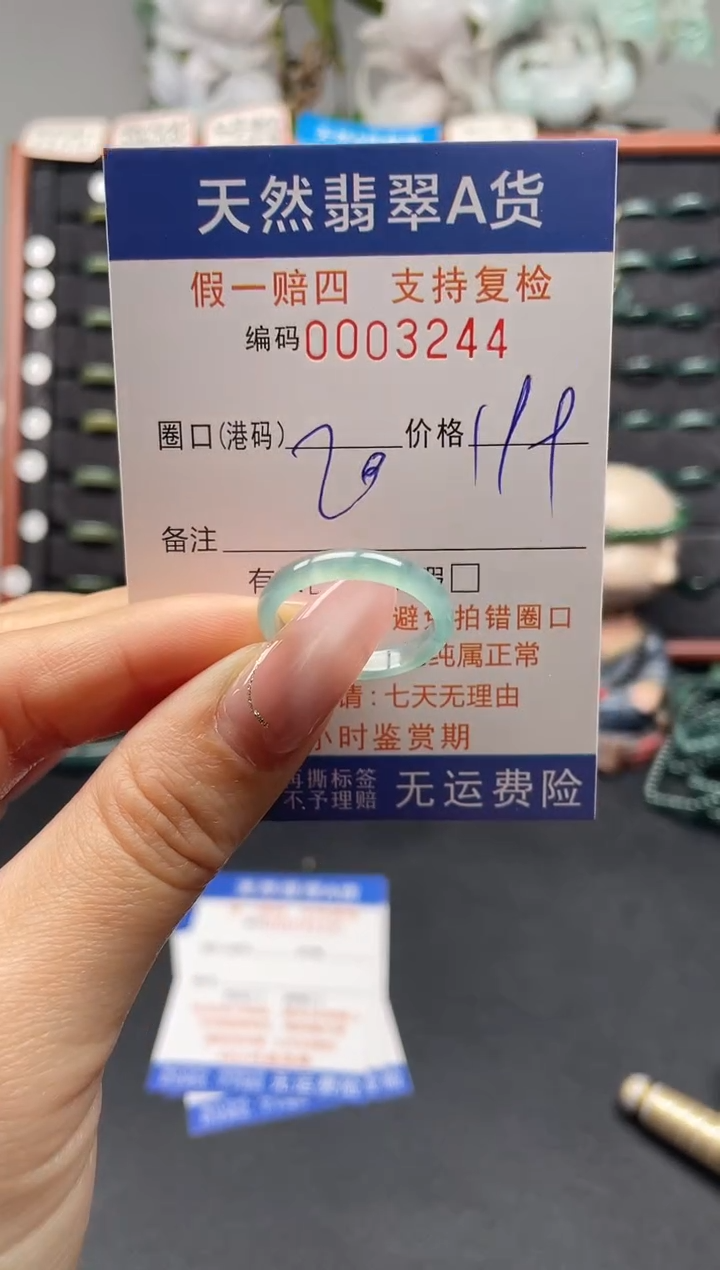 天然翡翠A货
假一赔四 支持复检
编码0003244
圈口(港码) 20 价格
备注
有
避 拍错圈口
纯属正常
请:七天无理由
小时鉴赏期
再撕标签
不予理赔
无运费险